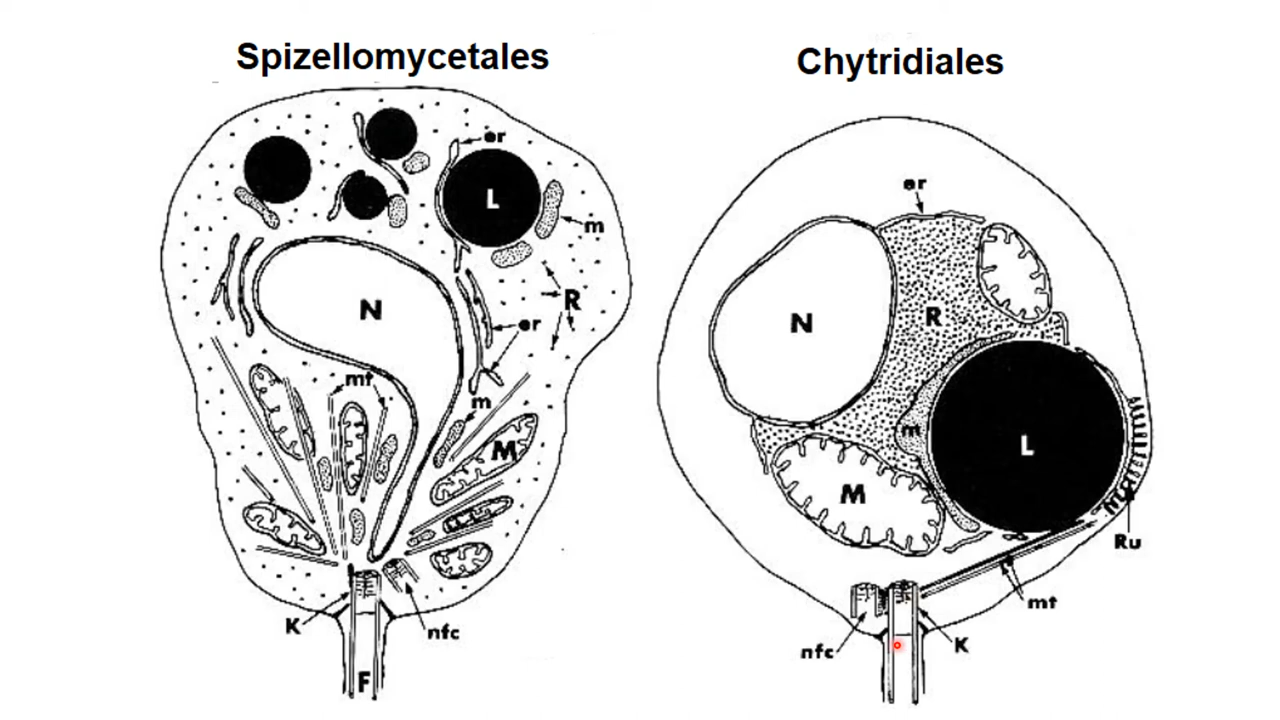 Spizellomycetales
er
L
m
N
R
er
mt
m
M
K
nfc
F
Chytridiales
er
N
R
m
L
M
Ru
mt
nfc
K